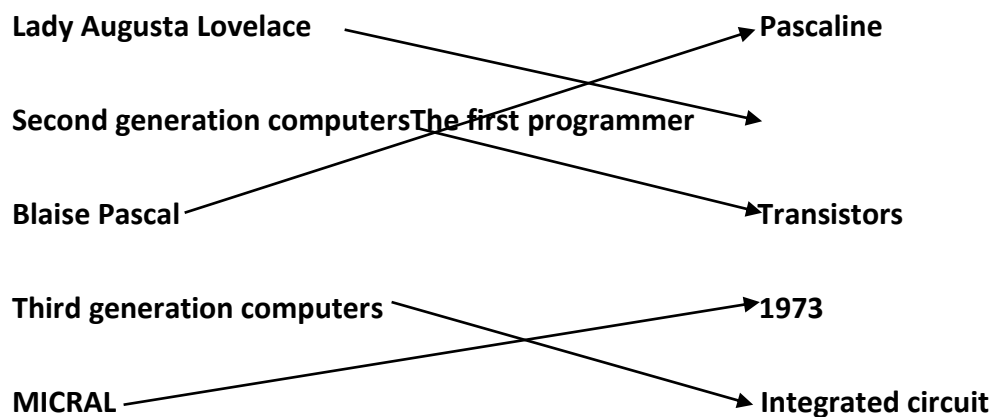 Lady Augusta Lovelace Pascaline
Second generation computersThe first programmer
Blaise Pascal Transistors
Third generation computers 1973
MICRAL Integrated circuit